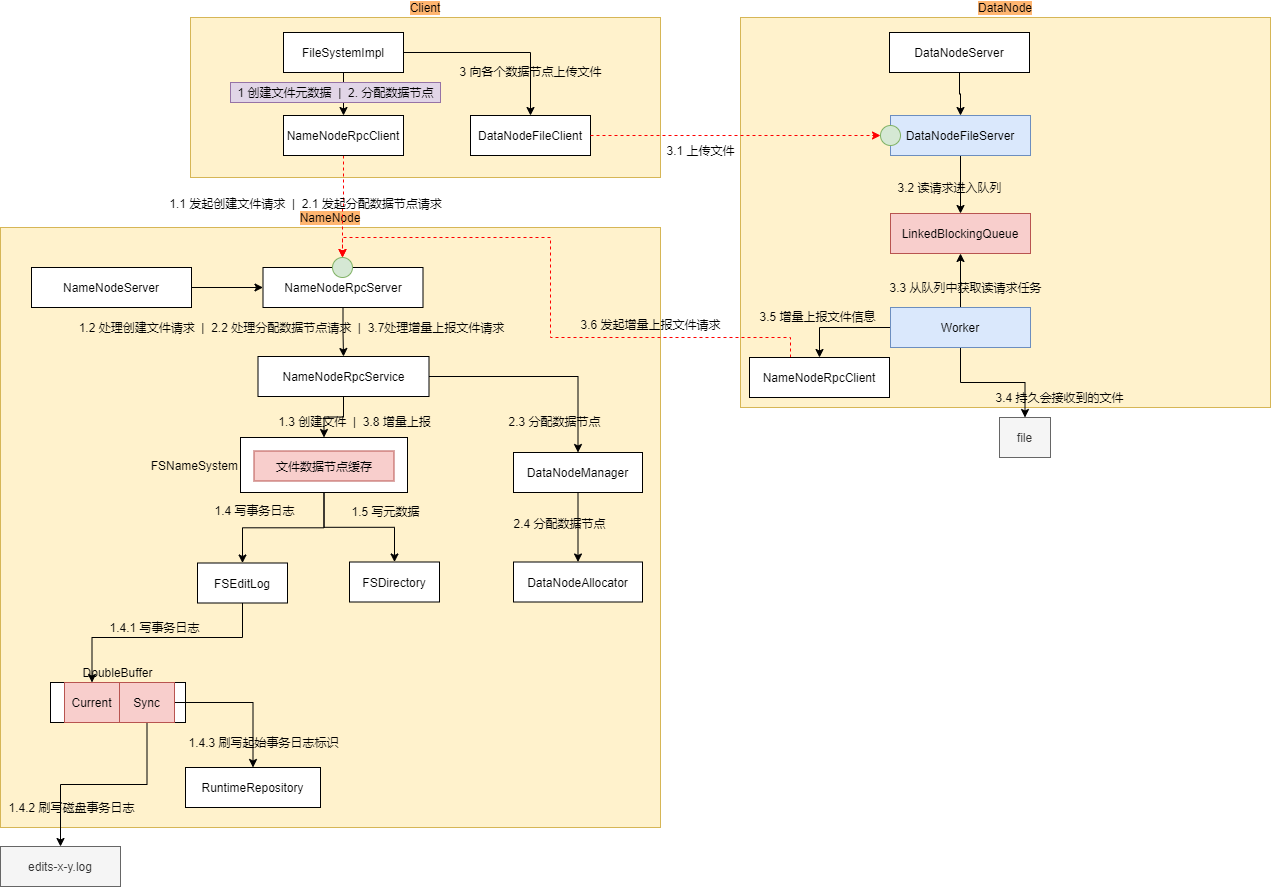 Client
FileSystemImpl
1 创建文件元数据 | 2. 分配数据节点
3 向各个数据节点上传文件
NameNodeRpcClient
DataNodeFileClient
3.1 上传文件
1.1 发起创建文件请求 | 2.1 发起分配数据节点请求
DataNode
DataNodeServer
DataNodeFileServer
3.2 读请求进入队列
LinkedBlockingQueue
3.3 从队列中获取读请求任务
Worker
3.5 增量上报文件信息
NameNodeRpcClient
3.4 持久会接收到的文件
file
3.6 发起增量上报文件请求
NameNode
NameNodeServer
NameNodeRpcServer
1.2 处理创建文件请求 | 2.2 处理分配数据节点请求 | 3.7处理增量上报文件请求
NameNodeRpcService
1.3 创建文件 | 3.8 增量上报
2.3 分配数据节点
FSNameSystem
文件数据节点缓存
DataNodeManager
1.4 写事务日志
1.5 写元数据
2.4 分配数据节点
FSEditLog
FSDirectory
DataNodeAllocator
1.4.1 写事务日志
DoubleBuffer
Current
Sync
1.4.3 刷写起始事务日志标识
RuntimeRepository
1.4.2 刷写磁盘事务日志
edits-x-y.log